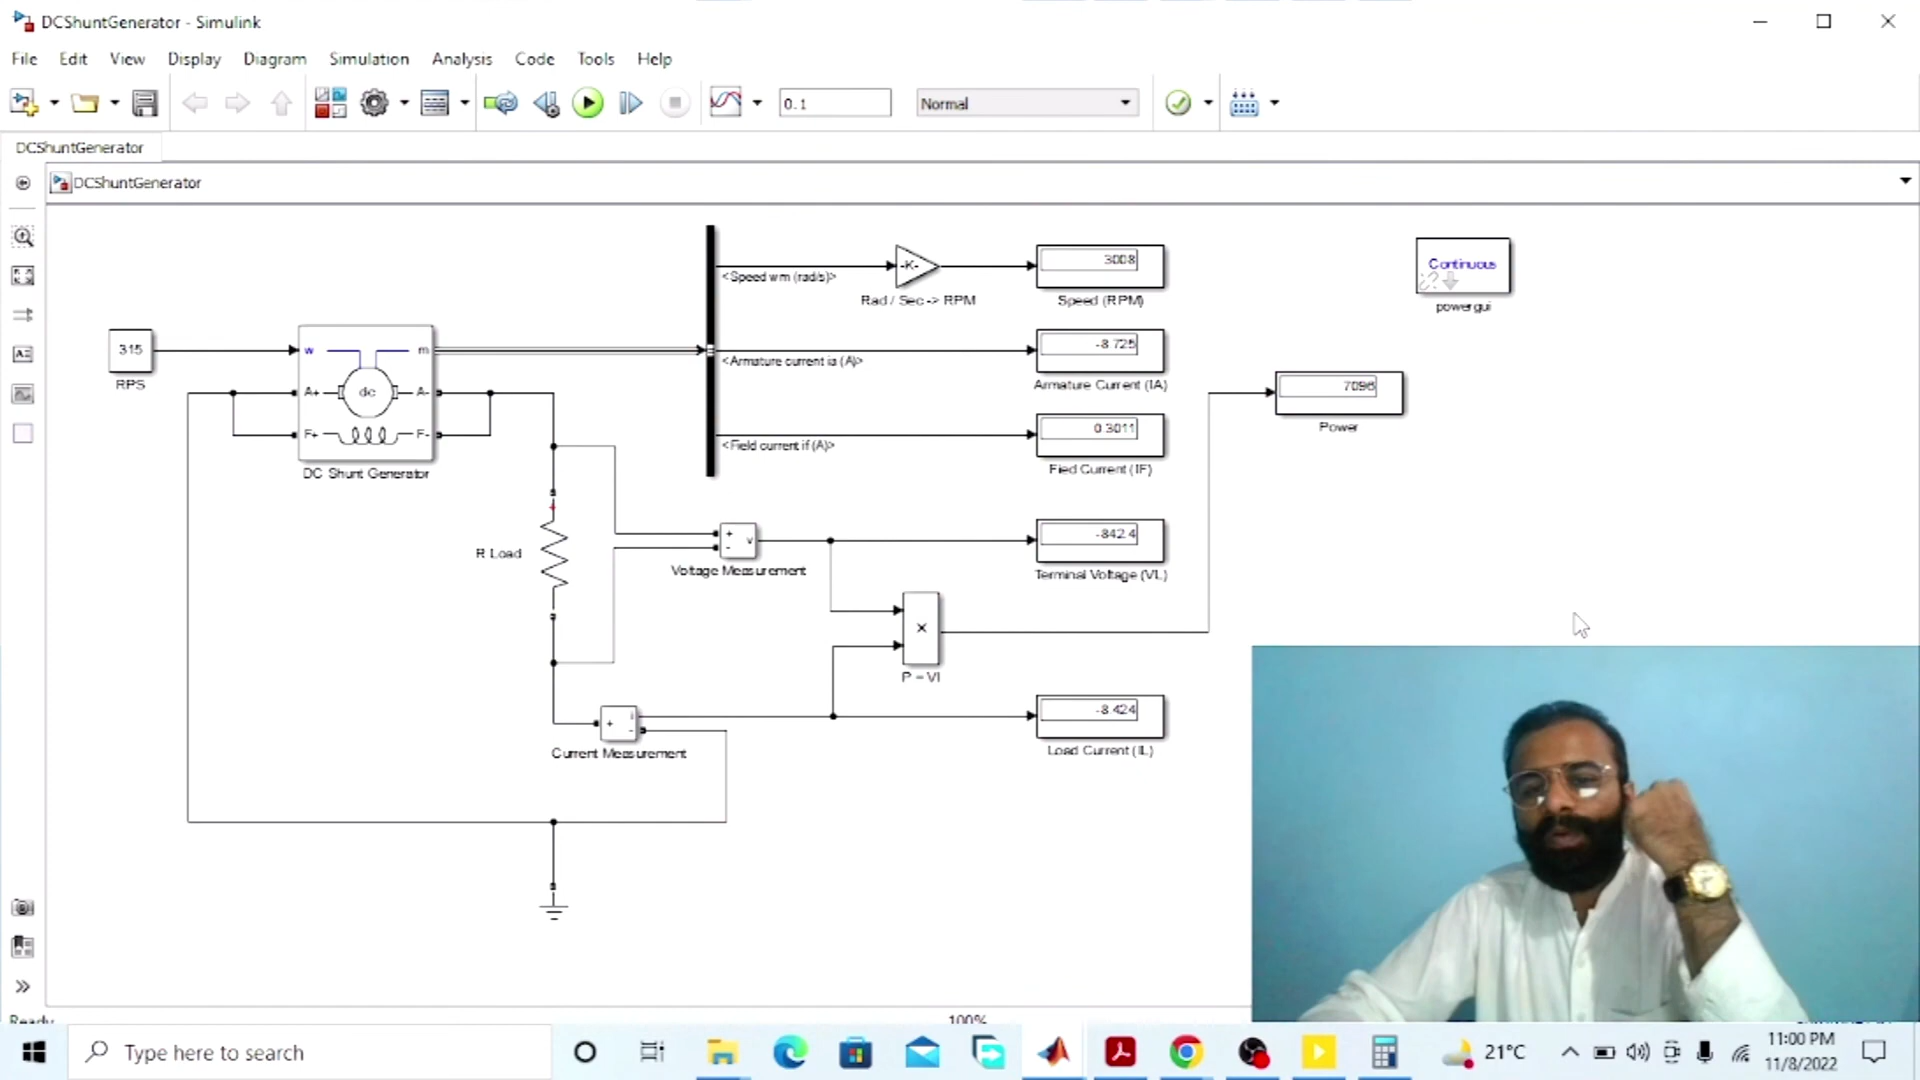 DCShuntGenerator - Simulink
File Edit View Display Diagram Simulation Analysis Code Tools Help
0.1 Normal
DCShuntGenerator
DCShuntGenerator
315
RPS
w m
A+ dc A-
F+ F-
DC Shunt Generator
<Speed wm (rad/s)>
-K-
Rad / Sec -> RPM
3008
Speed (RPM)
Continuous
powergui
<Armature current ia (A)>
-8.725
Armature Current (IA)
7096
Power
<Field current if (A)>
0.3011
Fied Current (IF)
R Load
+
-
v
Voltage Measurement
-842.4
Terminal Voltage (VL)
×
P = VI
+
i
-
Current Measurement
-8.424
Load Current (IL)
Ready 100%
Type here to search
21°C
11:00 PM
11/8/2022